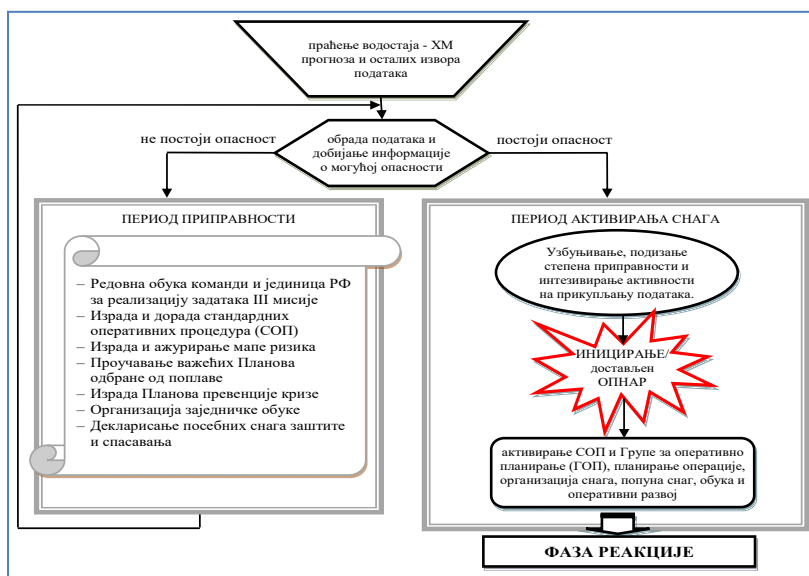 праћење водостаја - ХМ
прогноза и осталих извора
података
не постоји опасност
обрада података и
добијање информације
о могућој опасности
постоји опасност
ПЕРИОД ПРИПРАВНОСТИ
– Редовна обука команди и јединица РФ
за реализацију задатака III мисије
– Израда и дорада стандардних
оперативних процедура (СОП)
– Израда и ажурирање мапе ризика
– Проучавање важећих Планова
одбране од поплаве
– Израда Планова превенције кризе
– Организација заједничке обуке
– Декларисање посебних снага заштите
и спасавања
ПЕРИОД АКТИВИРАЊА СНАГА
Узбуњивање, подизање
степена приправности и
интезивирање активности
на прикупљању података.
ИНИЦИРАЊЕ/
достављен
ОПНАР
активирање СОП и Групе за оперативно
планирање (ГОП), планирање операције,
организација снага, попуна снаг, обука и
оперативни развој
ФАЗА РЕАКЦИЈЕ